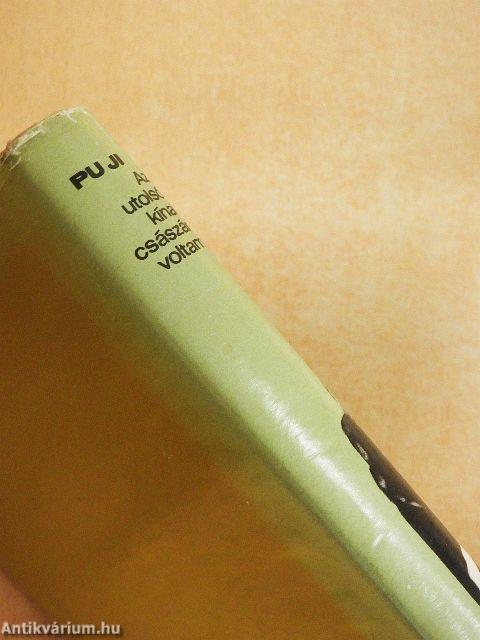 PU JI
Az
utolsó
kína
császá
voltam
Antikvárium.hu